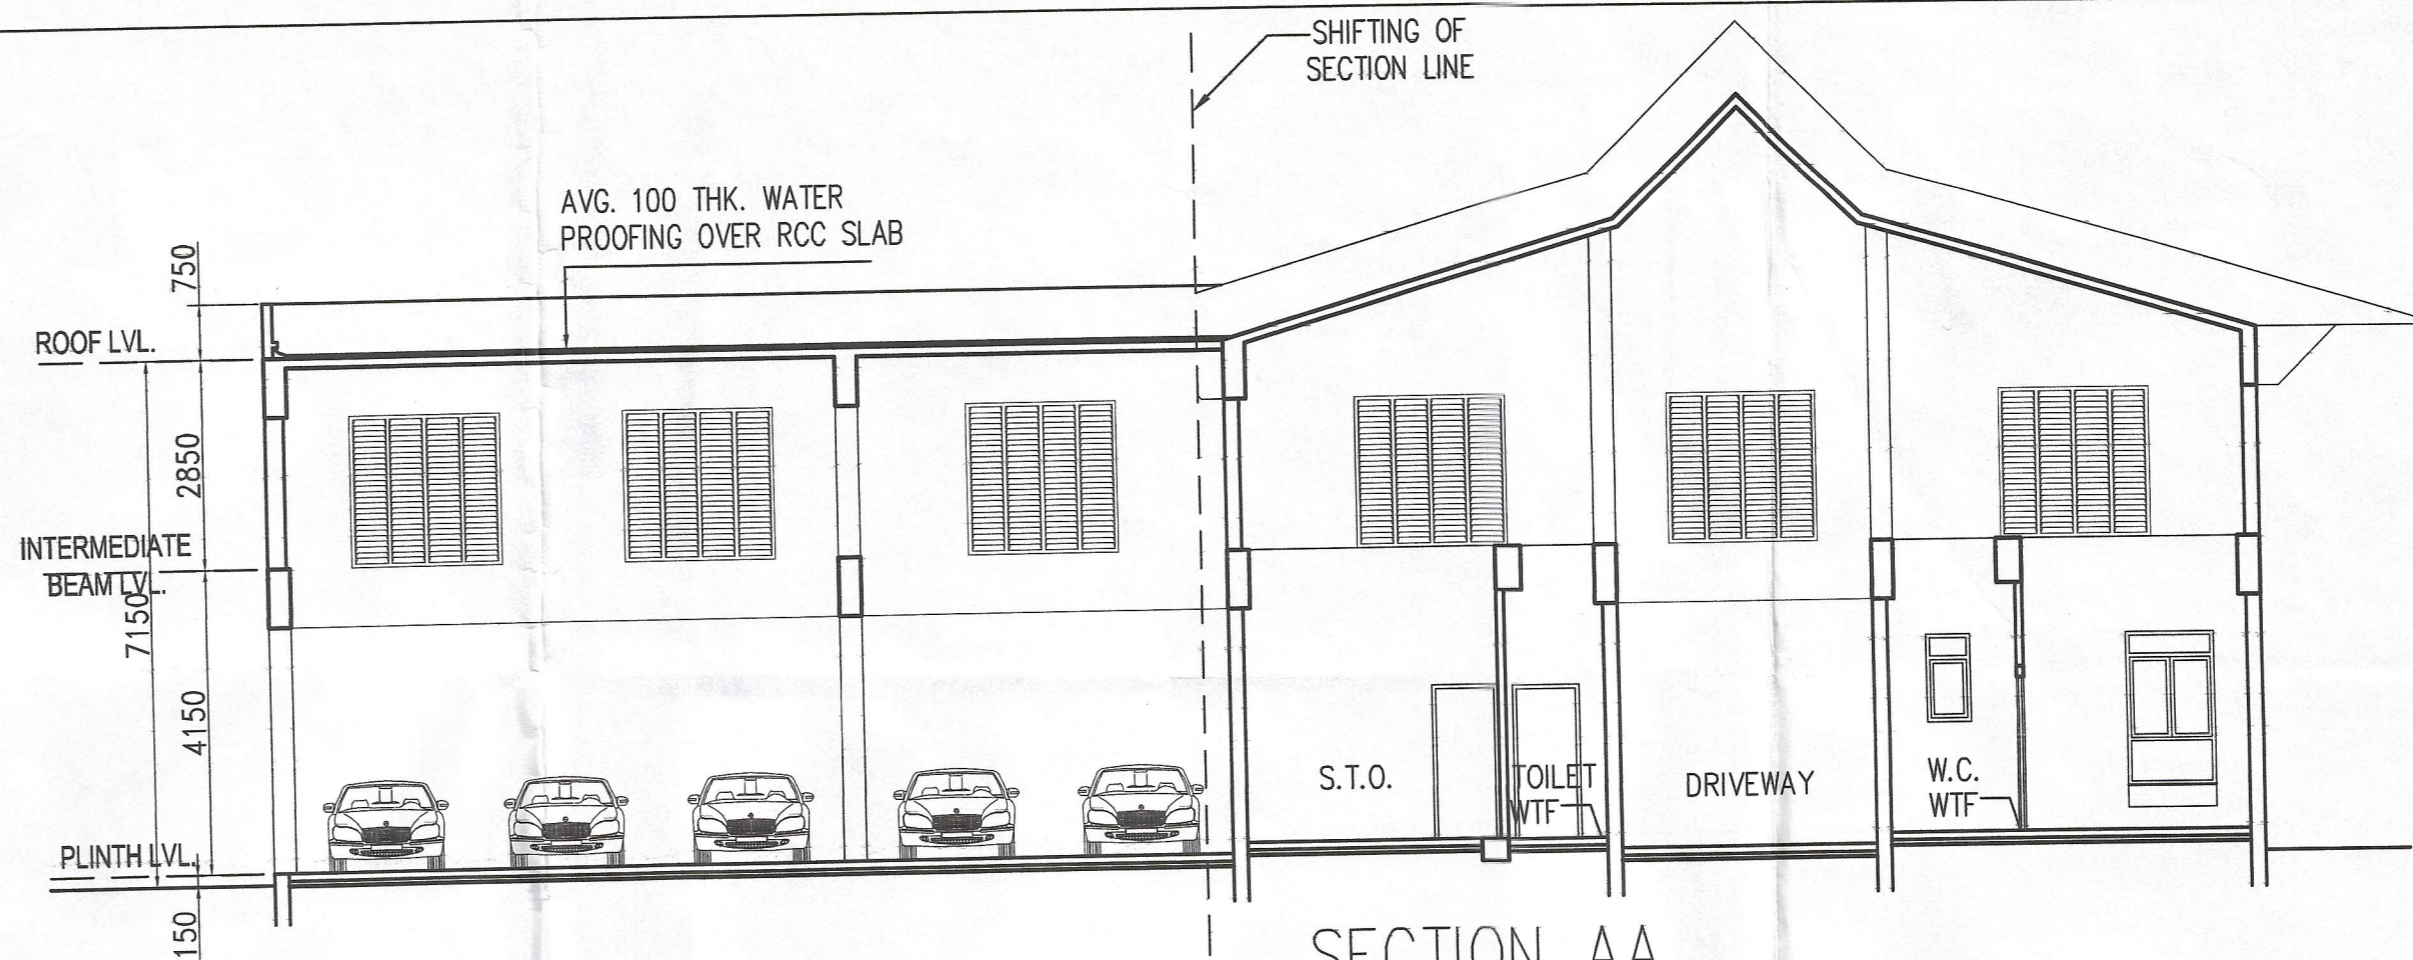 SHIFTING OF
SECTION LINE
AVG. 100 THK. WATER
PROOFING OVER RCC SLAB
750
ROOF LVL.
2850
INTERMEDIATE
BEAM LVL.
7150
4150
S.T.O.
TOILET
WTF
DRIVEWAY
W.C.
WTF
PLINTH LVL.
150
SECTION AA